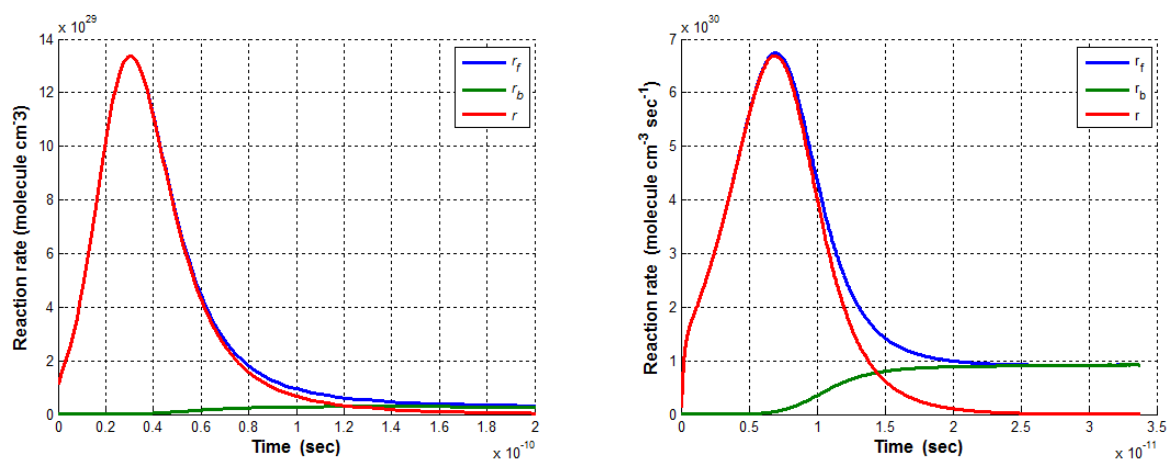 x 10^29
14
12
10
8
6
4
2
0
Reaction rate (molecule cm-3)
r_f
r_b
r
0 0.2 0.4 0.6 0.8 1 1.2 1.4 1.6 1.8 2
Time (sec)
x 10^-10
x 10^30
7
6
5
4
3
2
1
0
Reaction rate (molecule cm^-3 sec^-1)
r_f
r_b
r
0 0.5 1 1.5 2 2.5 3 3.5
Time (sec)
x 10^-11